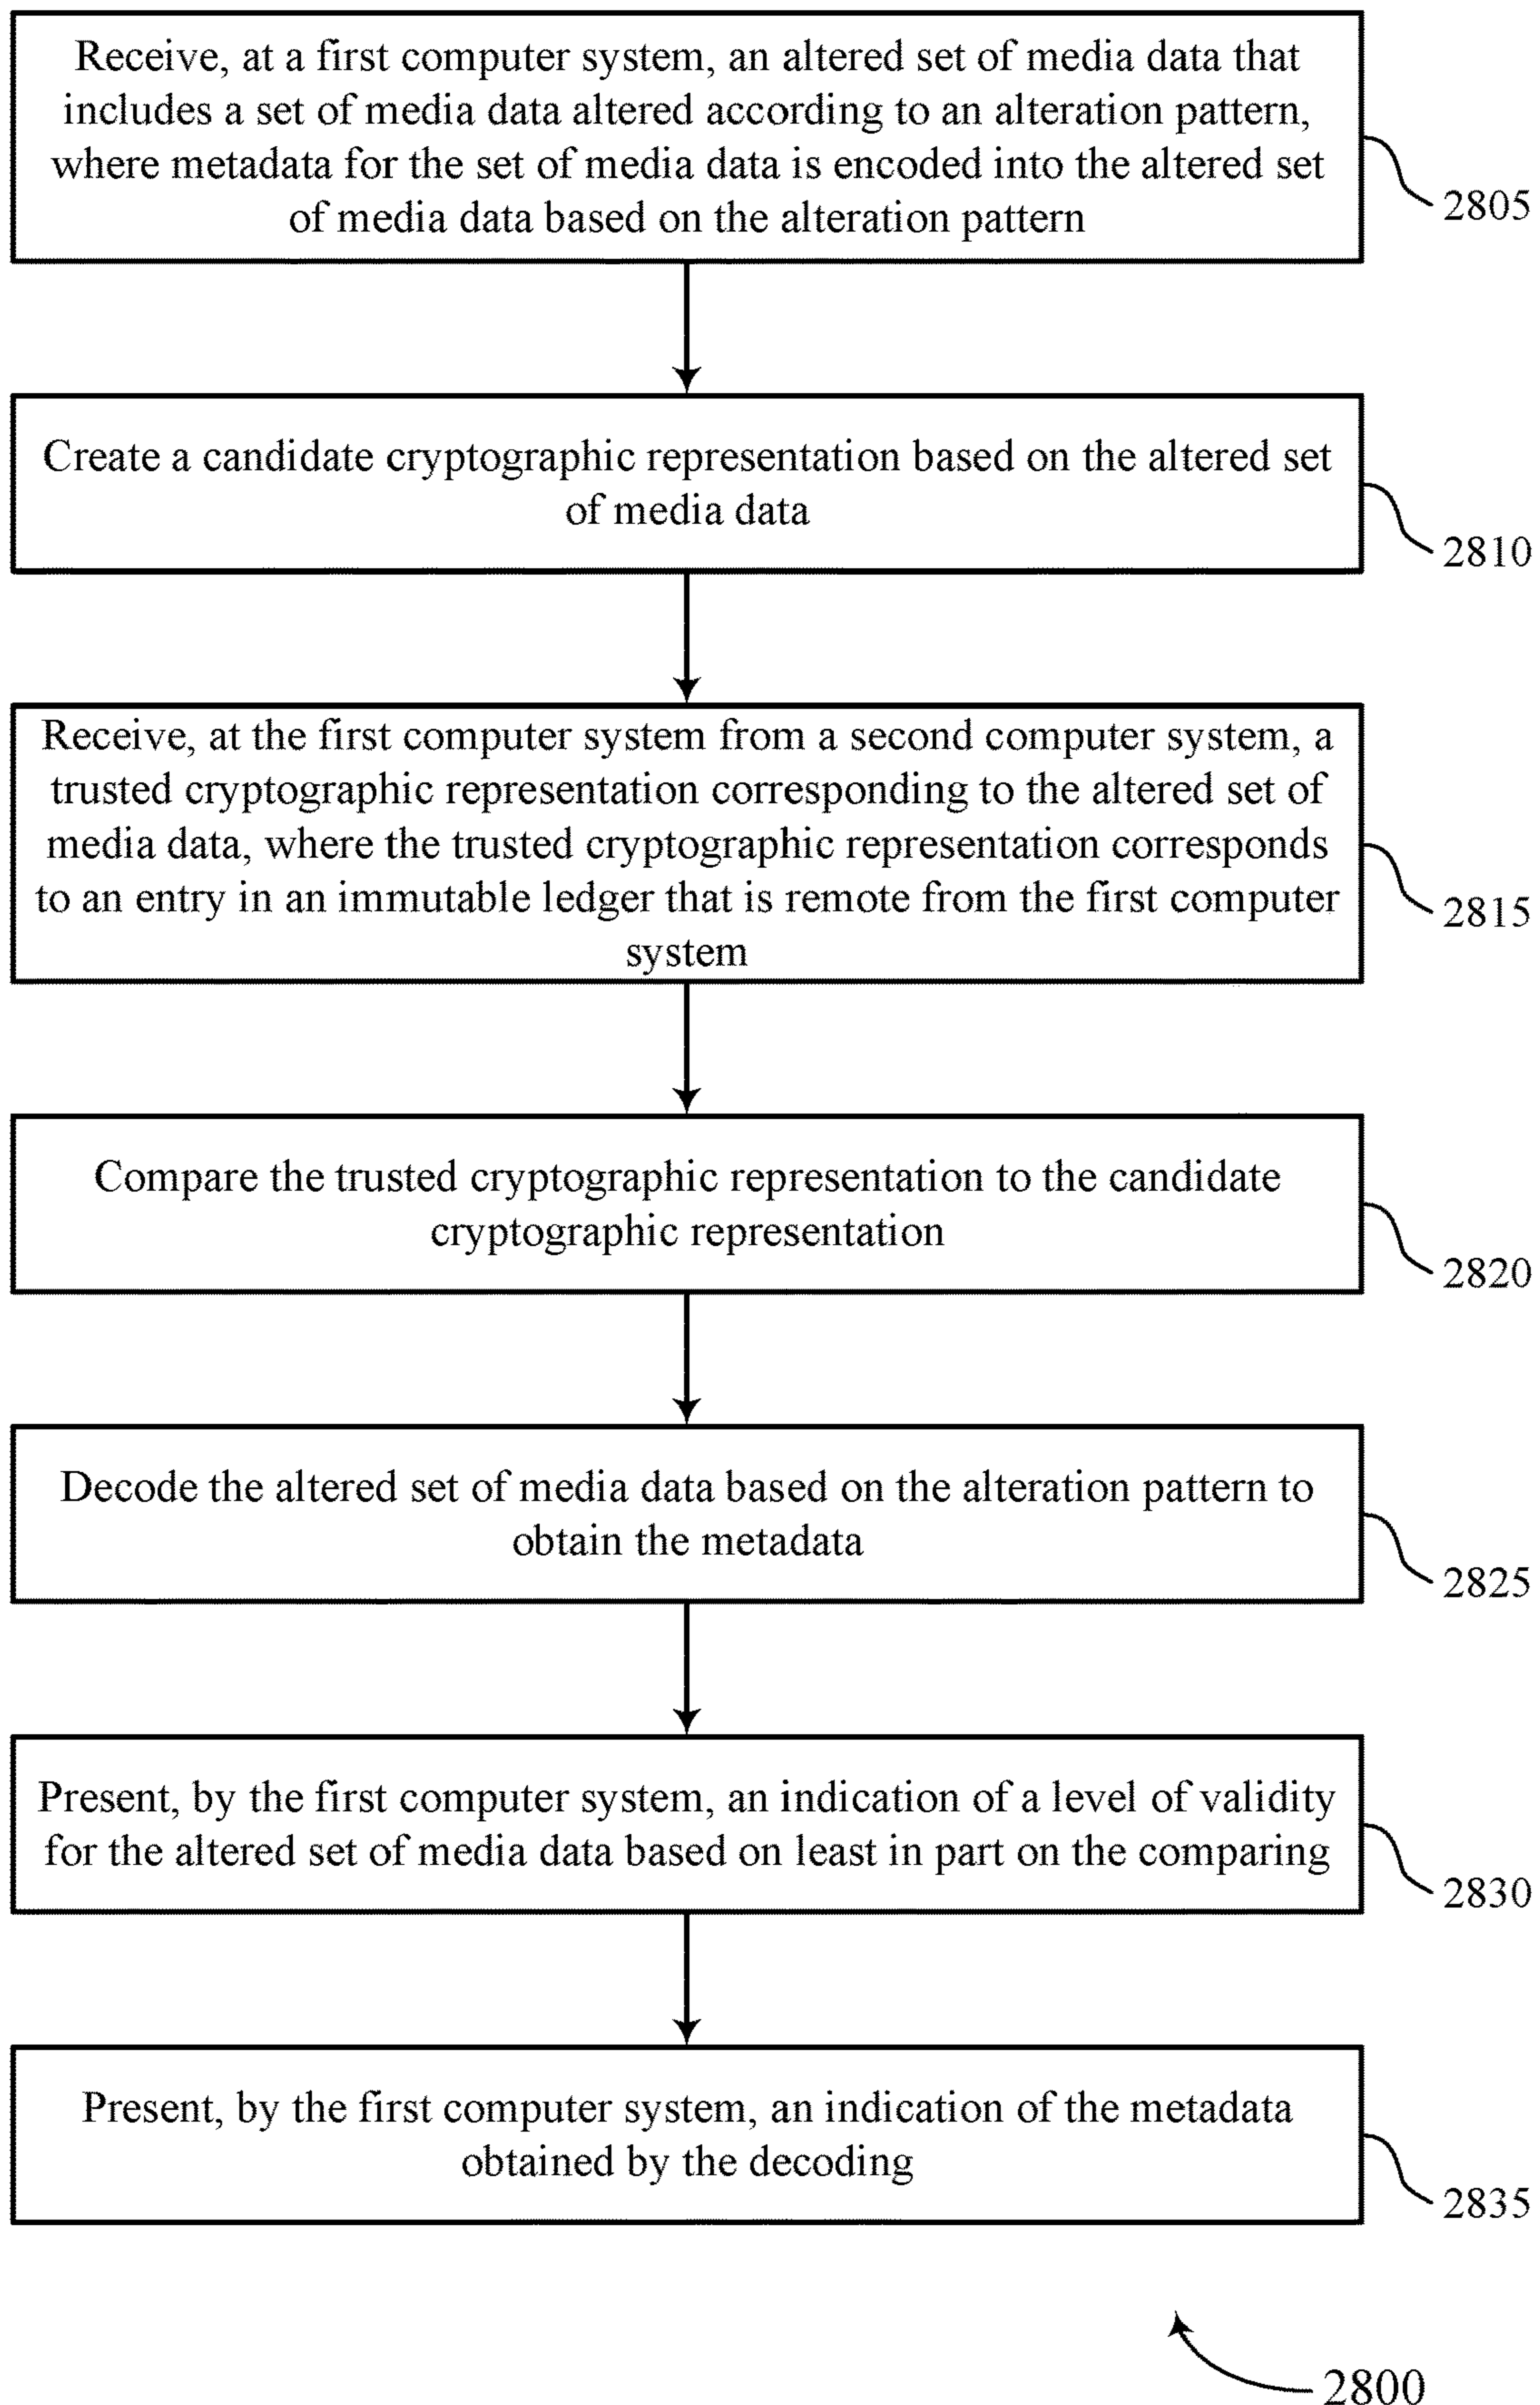 Receive, at a first computer system, an altered set of media data that
includes a set of media data altered according to an alteration pattern,
where metadata for the set of media data is encoded into the altered set
of media data based on the alteration pattern
2805
Create a candidate cryptographic representation based on the altered set
of media data
2810
Receive, at the first computer system from a second computer system, a
trusted cryptographic representation corresponding to the altered set of
media data, where the trusted cryptographic representation corresponds
to an entry in an immutable ledger that is remote from the first computer
system
2815
Compare the trusted cryptographic representation to the candidate
cryptographic representation
2820
Decode the altered set of media data based on the alteration pattern to
obtain the metadata
2825
Present, by the first computer system, an indication of a level of validity
for the altered set of media data based on least in part on the comparing
2830
Present, by the first computer system, an indication of the metadata
obtained by the decoding
2835
2800